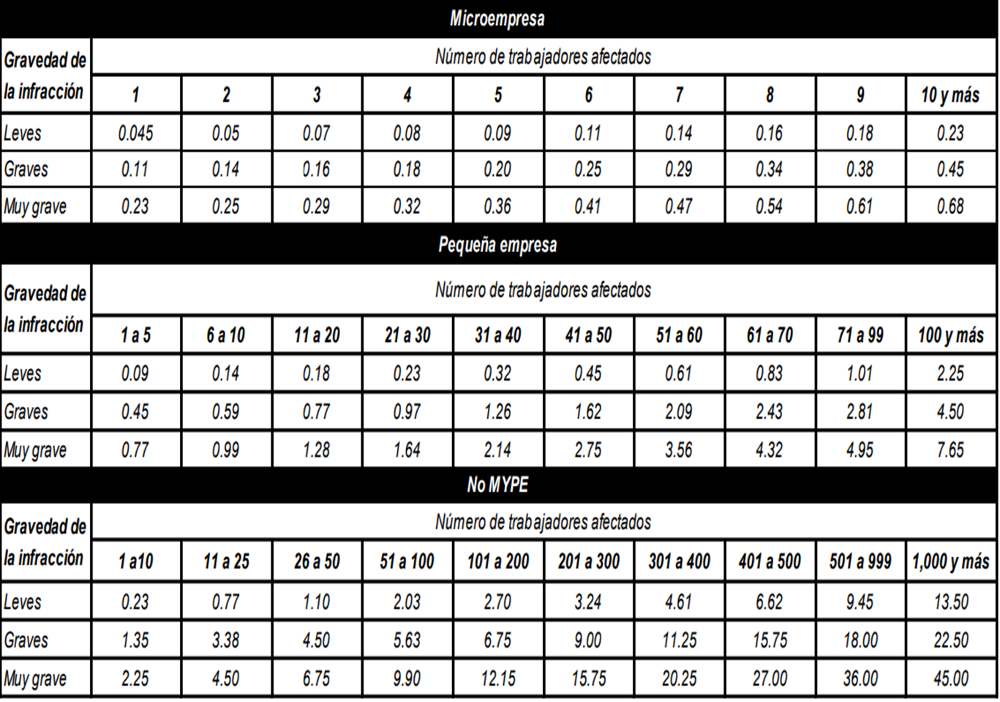 Microempresa
Gravedad de la infracción Número de trabajadores afectados
1 2 3 4 5 6 7 8 9 10 y más
Leves 0.045 0.05 0.07 0.08 0.09 0.11 0.14 0.16 0.18 0.23
Graves 0.11 0.14 0.16 0.18 0.20 0.25 0.29 0.34 0.38 0.45
Muy grave 0.23 0.25 0.29 0.32 0.36 0.41 0.47 0.54 0.61 0.68
Pequeña empresa
Gravedad de la infracción Número de trabajadores afectados
1 a 5 6 a 10 11 a 20 21 a 30 31 a 40 41 a 50 51 a 60 61 a 70 71 a 99 100 y más
Leves 0.09 0.14 0.18 0.23 0.32 0.45 0.61 0.83 1.01 2.25
Graves 0.45 0.59 0.77 0.97 1.26 1.62 2.09 2.43 2.81 4.50
Muy grave 0.77 0.99 1.28 1.64 2.14 2.75 3.56 4.32 4.95 7.65
No MYPE
Gravedad de la infracción Número de trabajadores afectados
1 a10 11 a 25 26 a 50 51 a 100 101 a 200 201 a 300 301 a 400 401 a 500 501 a 999 1,000 y más
Leves 0.23 0.77 1.10 2.03 2.70 3.24 4.61 6.62 9.45 13.50
Graves 1.35 3.38 4.50 5.63 6.75 9.00 11.25 15.75 18.00 22.50
Muy grave 2.25 4.50 6.75 9.90 12.15 15.75 20.25 27.00 36.00 45.00